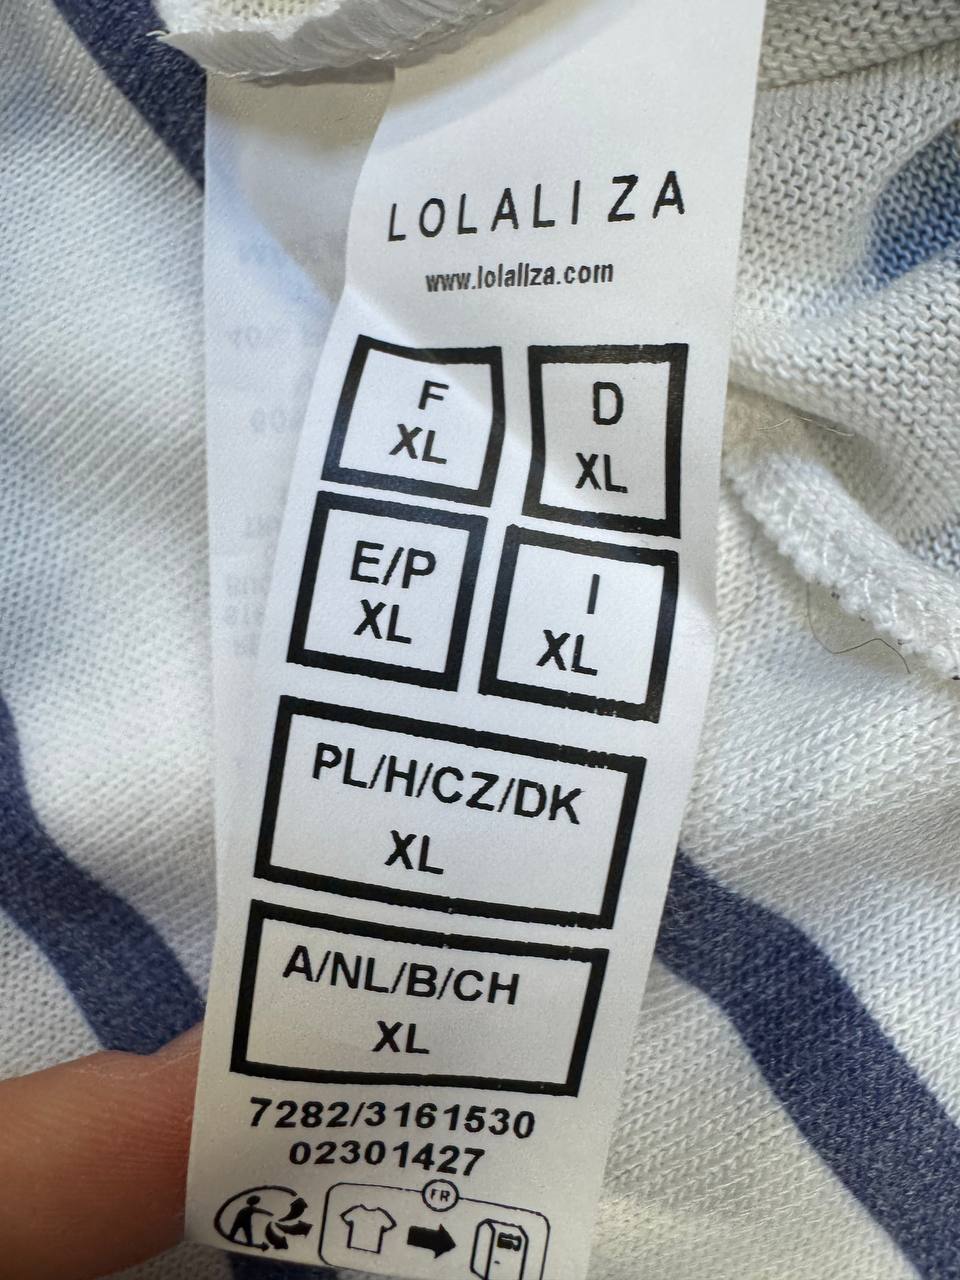 LOLALIZA
www.lolaliza.com
F D
XL XL
E/P I
XL XL
PL/H/CZ/DK
XL
A/NL/B/CH
XL
7282/3161530
02301427
FR